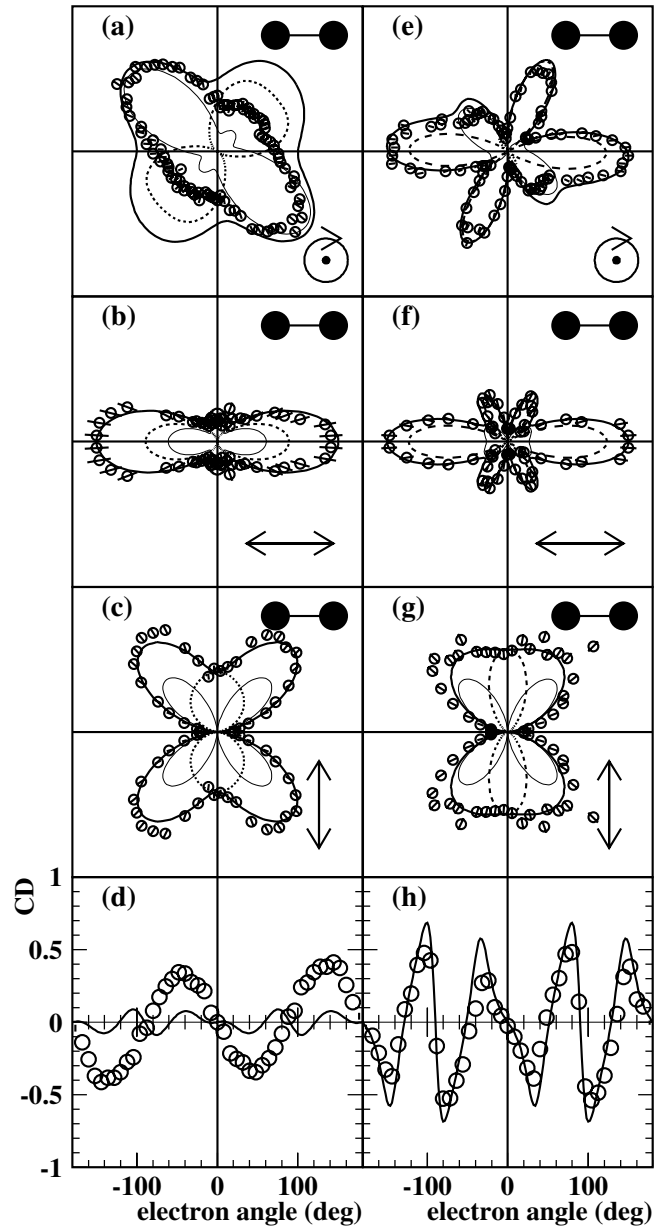 (a) (e)
(b) (f)
(c) (g)
(d) (h)
CD
1
0.5
0
-0.5
-1
-100 0 100 -100 0 100
electron angle (deg) electron angle (deg)